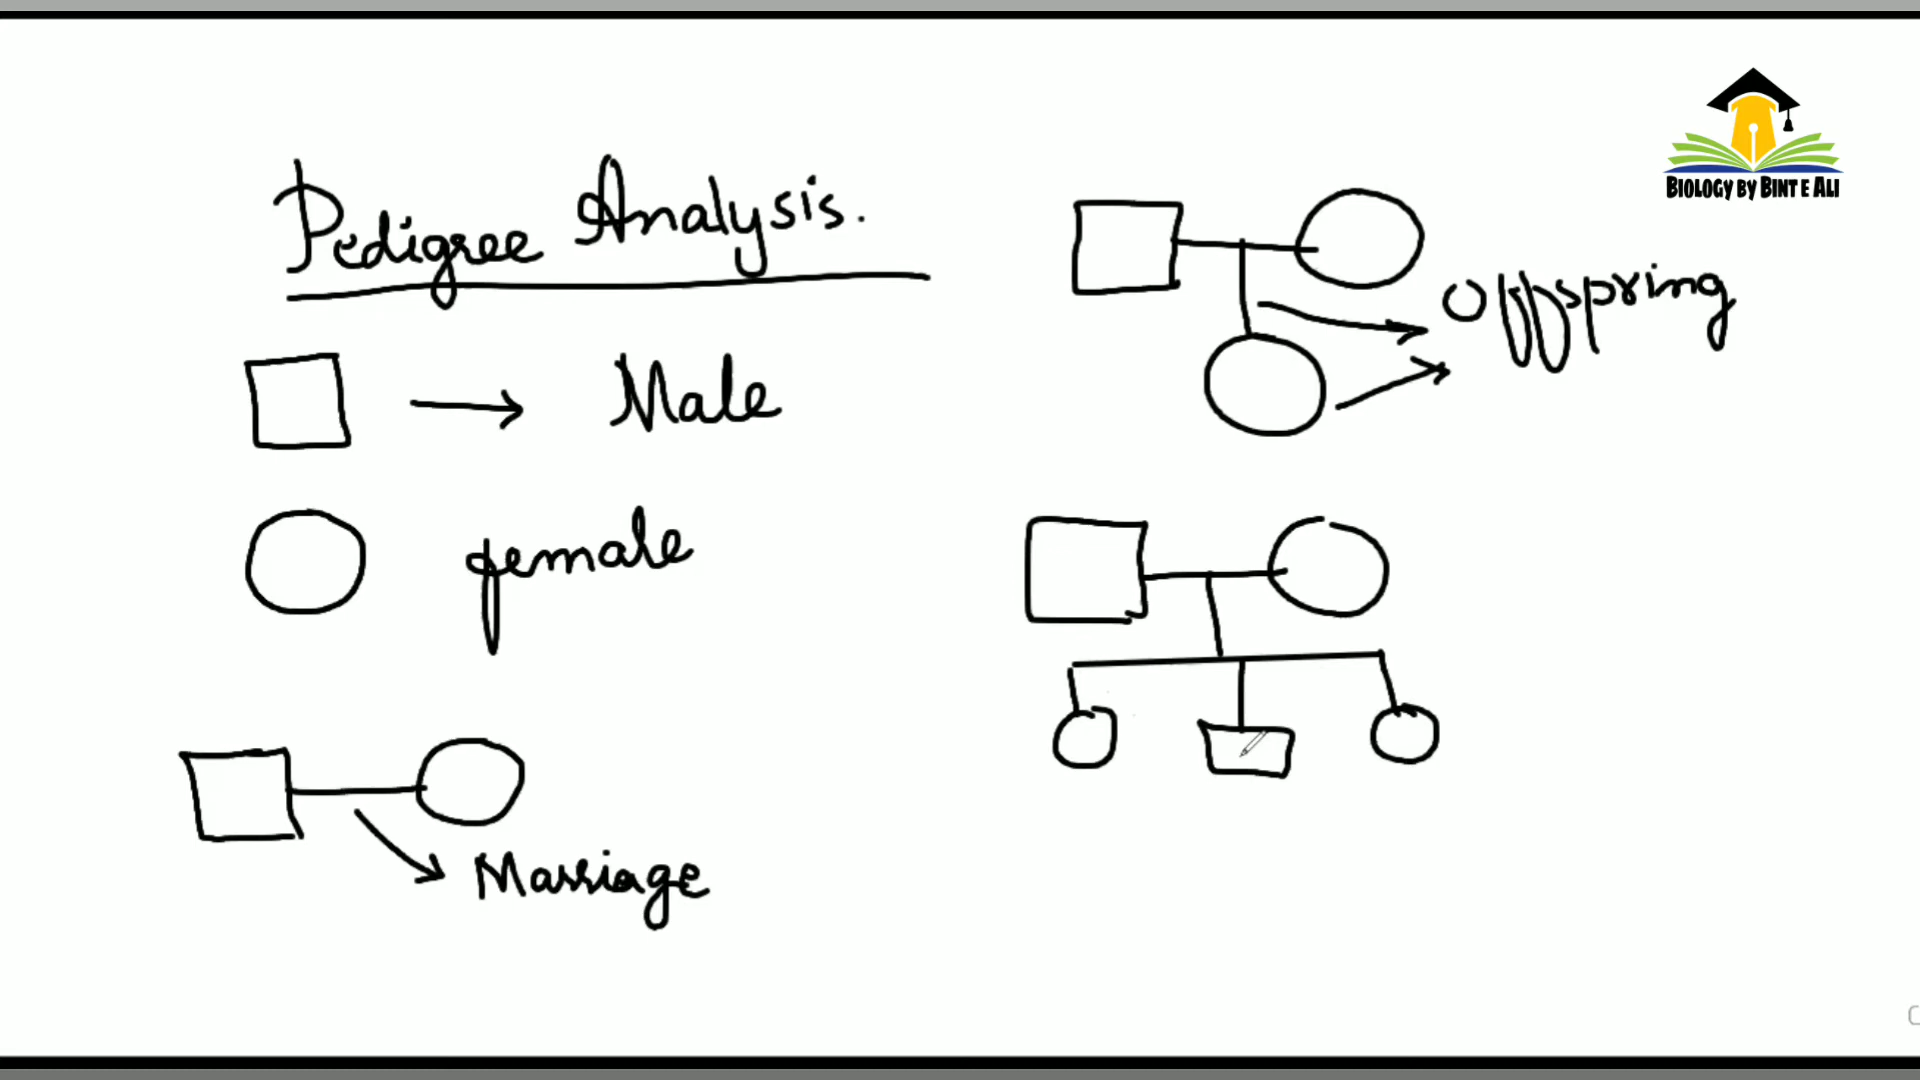 Pedigree Analysis.
Male
female
Marriage
Offspring
BIOLOGY BY BINT E ALI